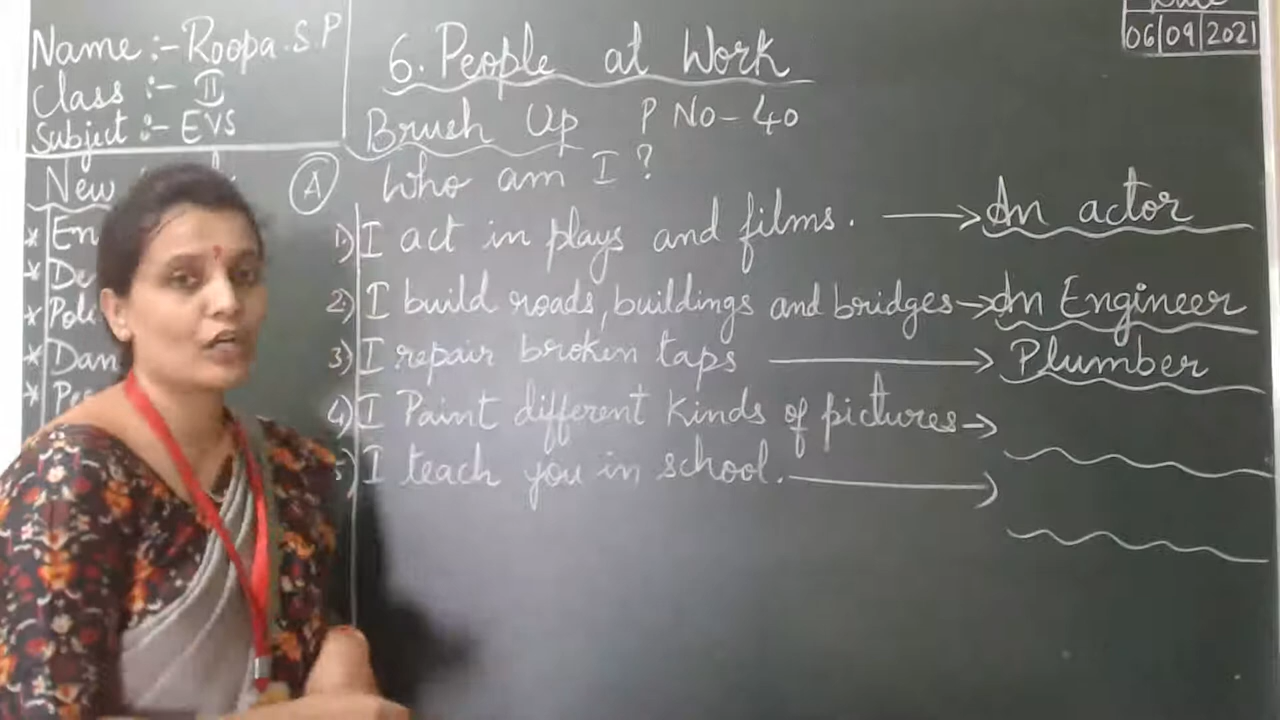 Name :- Roopa.S.P
Class :- II
Subject :- EVS
06|09|2021
6. People at Work
Brush Up P No- 40
New
(A) Who am I ?
1) I act in plays and films. → An actor
2) I build roads, buildings and bridges → An Engineer
3) I repair broken taps → Plumber
4) I Paint different kinds of pictures →
5) I teach you in school. →